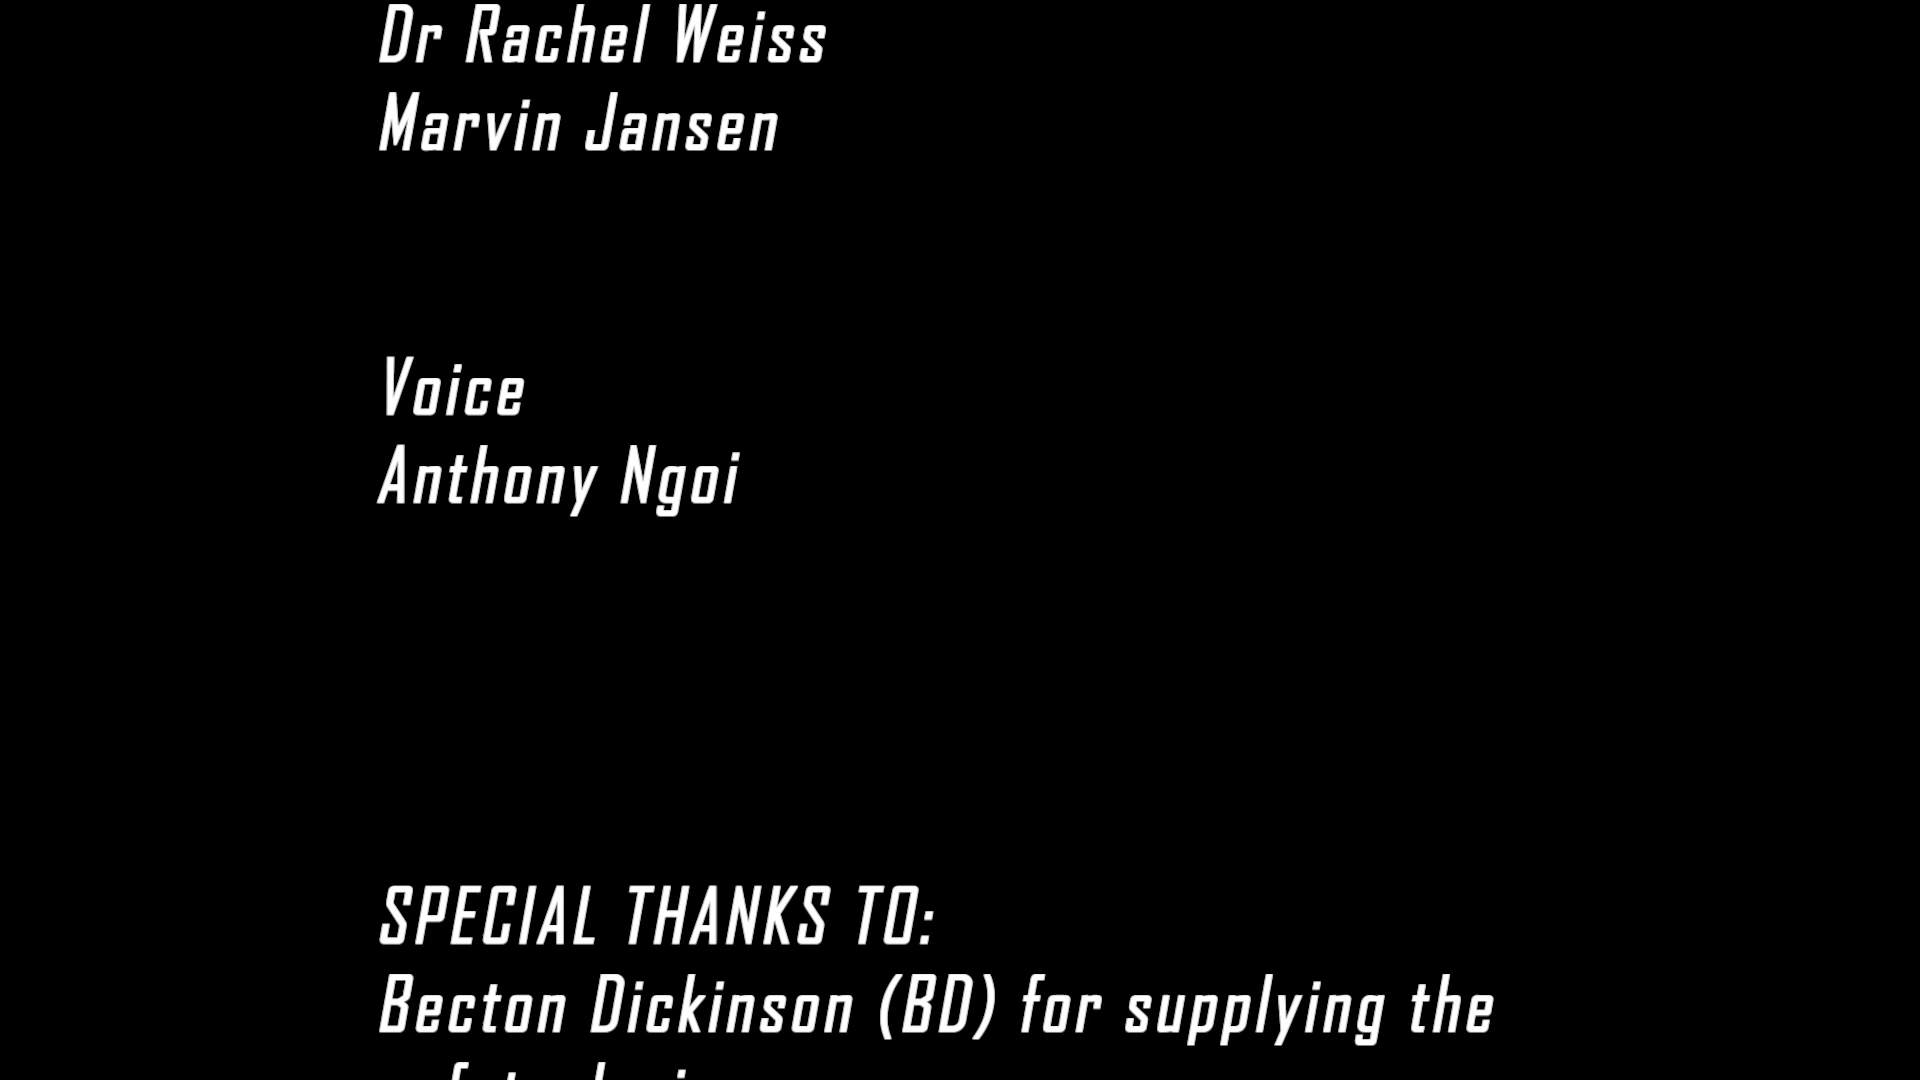 Dr Rachel Weiss
Marvin Jansen
Voice
Anthony Ngoi
SPECIAL THANKS TO:
Becton Dickinson (BD) for supplying the